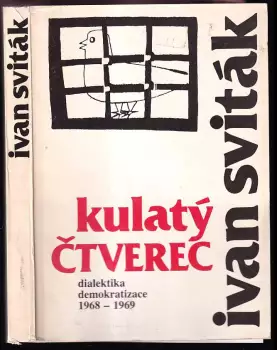 ivan sviták
kulatý
ČTVEREC
dialektika
demokratizace
1968 – 1969
ivan sviták